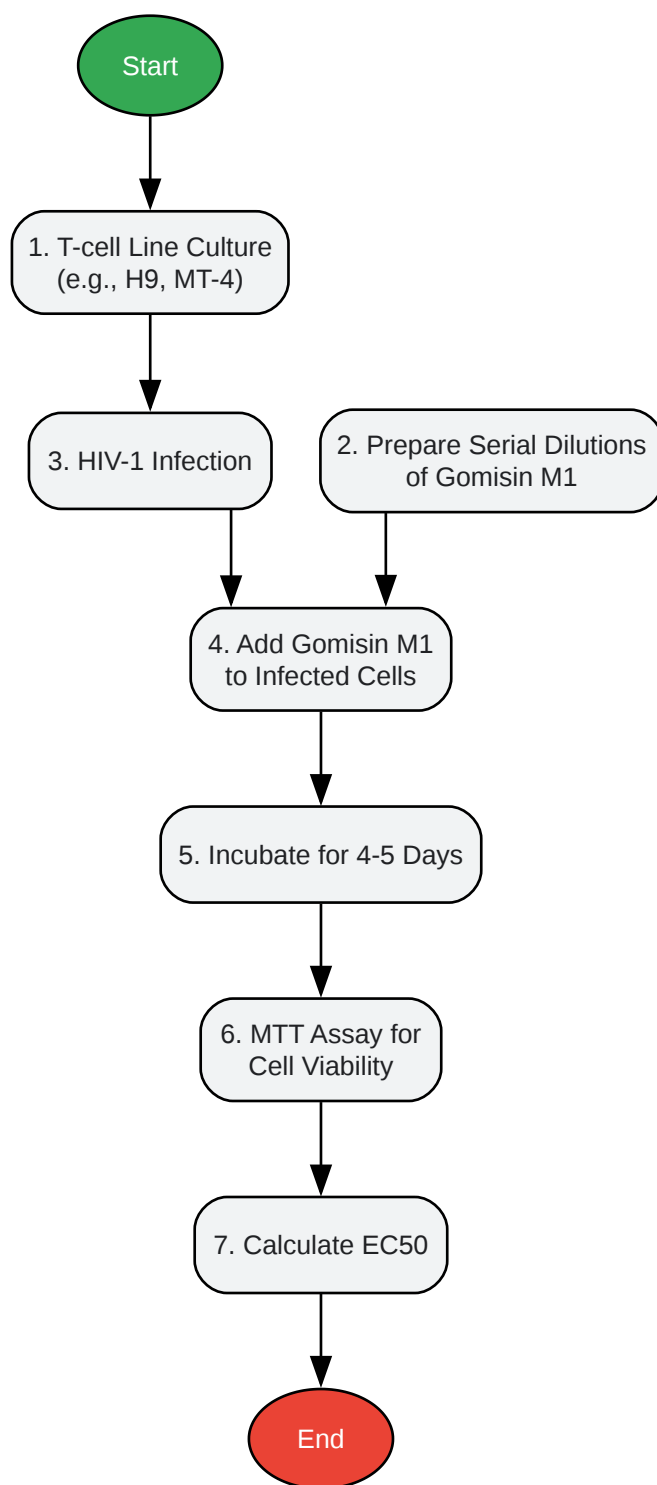 Start
1. T-cell Line Culture
(e.g., H9, MT-4)
3. HIV-1 Infection
2. Prepare Serial Dilutions
of Gomisin M1
4. Add Gomisin M1
to Infected Cells
5. Incubate for 4-5 Days
6. MTT Assay for
Cell Viability
7. Calculate EC50
End